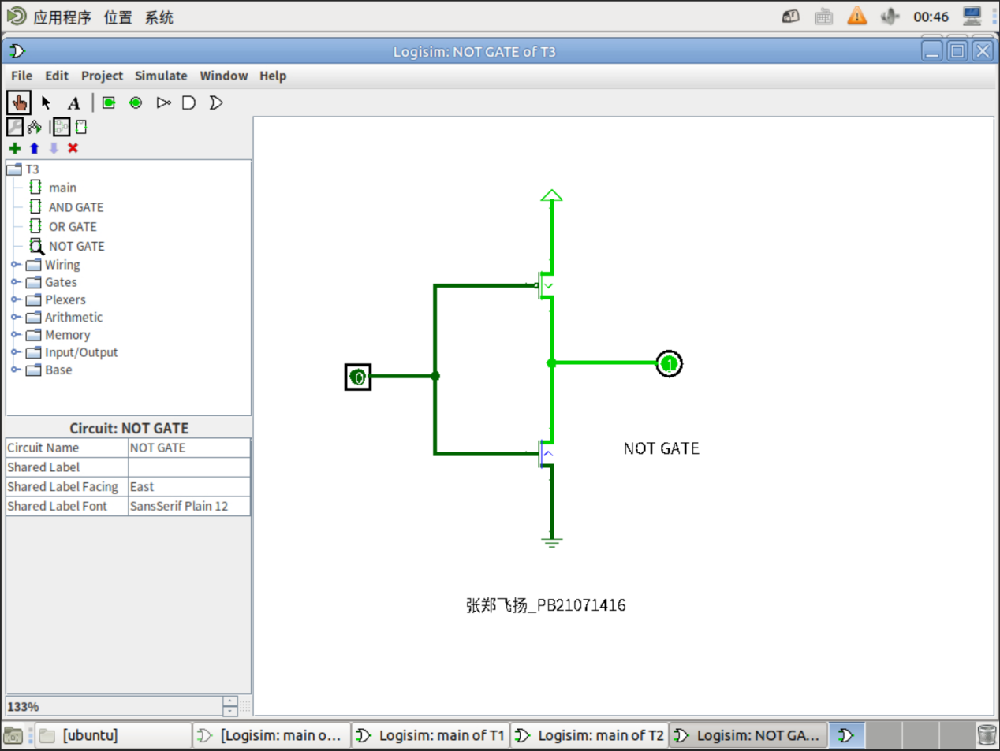 应用程序 位置 系统 00:46
Logisim: NOT GATE of T3
File Edit Project Simulate Window Help
A
T3
main
AND GATE
OR GATE
NOT GATE
Wiring
Gates
Plexers
Arithmetic
Memory
Input/Output
Base
Circuit: NOT GATE
Circuit Name NOT GATE
Shared Label
Shared Label Facing East
Shared Label Font SansSerif Plain 12
133%
0
1
NOT GATE
张郑飞扬_PB21071416
[ubuntu] [Logisim: main o... Logisim: main of T1 Logisim: main of T2 Logisim: NOT GA...